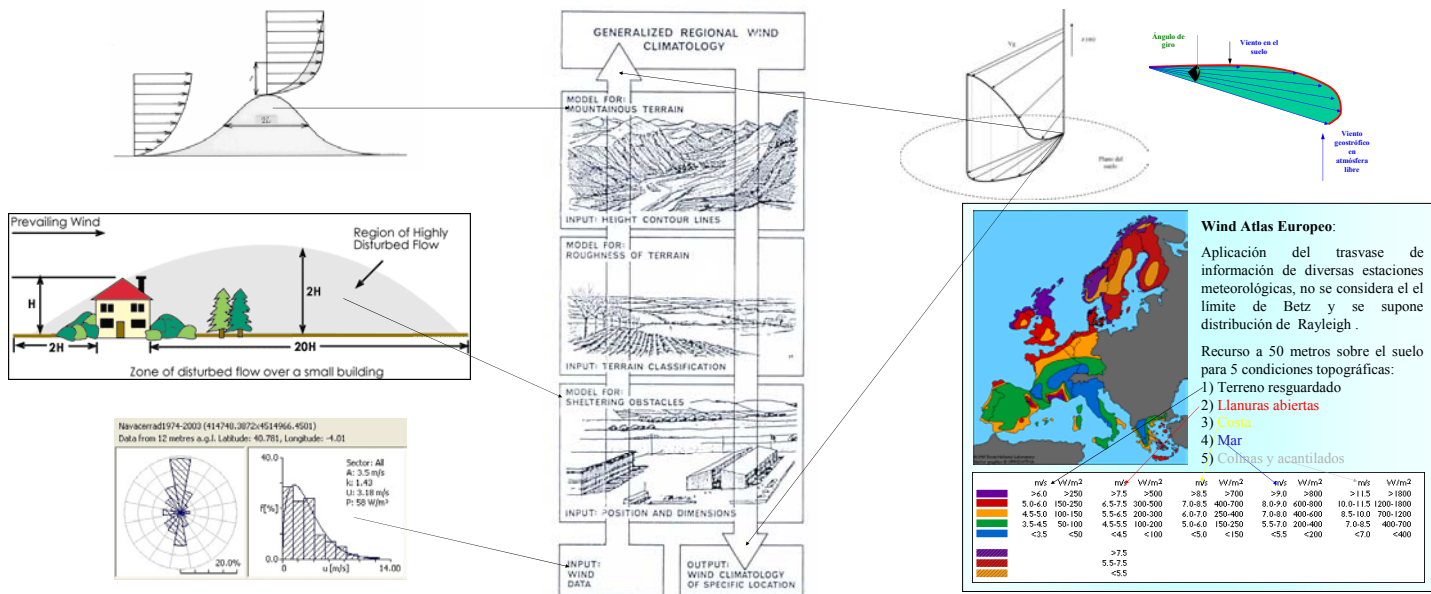 GENERALIZED REGIONAL WIND
CLIMATOLOGY
MODEL FOR:
MOUNTAINOUS TERRAIN
INPUT: HEIGHT CONTOUR LINES
MODEL FOR:
ROUGHNESS OF TERRAIN
INPUT: TERRAIN CLASSIFICATION
MODEL FOR:
SHELTERING OBSTACLES
INPUT: POSITION AND DIMENSIONS
INPUT:
WIND
DATA
OUTPUT:
WIND CLIMATOLOGY
OF SPECIFIC LOCATION
2L
Prevailing Wind
Region of Highly
Disturbed Flow
H
2H
2H
20H
Zone of disturbed flow over a small building
Navacerrad1974-2003 (414748.3872x4514966.4501)
Data from 12 metres a.g.l. Latitude: 40.781, Longitude: -4.01
20.0%
40.0
Sector: All
A: 3.5 m/s
k: 1.43
U: 3.18 m/s
P: 58 W/m²
f[%]
0.0
0
u [m/s]
14.00
Vg
Plano del
suelo
Ángulo de
giro
Viento en el
suelo
Viento
geostrófico
en
atmósfera
libre
Wind Atlas Europeo:
Aplicación del trasvase de
información de diversas estaciones
meteorológicas, no se considera el el
límite de Betz y se supone
distribución de Rayleigh .
Recurso a 50 metros sobre el suelo
para 5 condiciones topográficas:
1) Terreno resguardado
2) Llanuras abiertas
3) Costa
4) Mar
5) Colinas y acantilados
m/s W/m² m/s W/m² m/s W/m² m/s W/m² m/s W/m²
>6.0 >250 >7.5 >500 >8.5 >700 >9.0 >800 >11.5 >1800
5.0-6.0 150-250 6.5-7.5 300-500 7.0-8.5 400-700 8.0-9.0 600-800 10.0-11.5 1200-1800
4.5-5.0 100-150 5.5-6.5 200-300 6.0-7.0 250-400 7.0-8.0 400-600 8.5-10.0 700-1200
3.5-4.5 50-100 4.5-5.5 100-200 5.0-6.0 150-250 5.5-7.0 200-400 7.0-8.5 400-700
<3.5 <50 <4.5 <100 <5.0 <150 <5.5 <200 <7.0 <400
>7.5
5.5-7.5
<5.5